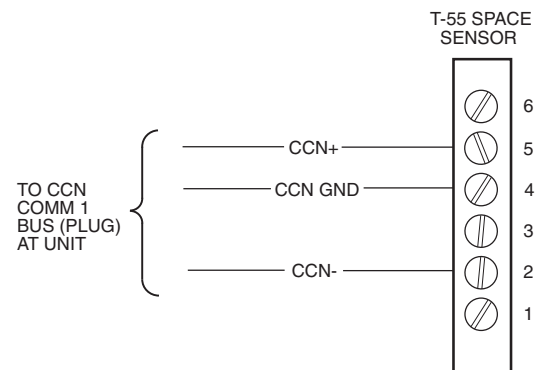 T-55 SPACE
SENSOR
6
CCN+
5
CCN GND
4
TO CCN
COMM 1
BUS (PLUG)
AT UNIT
3
CCN-
2
1